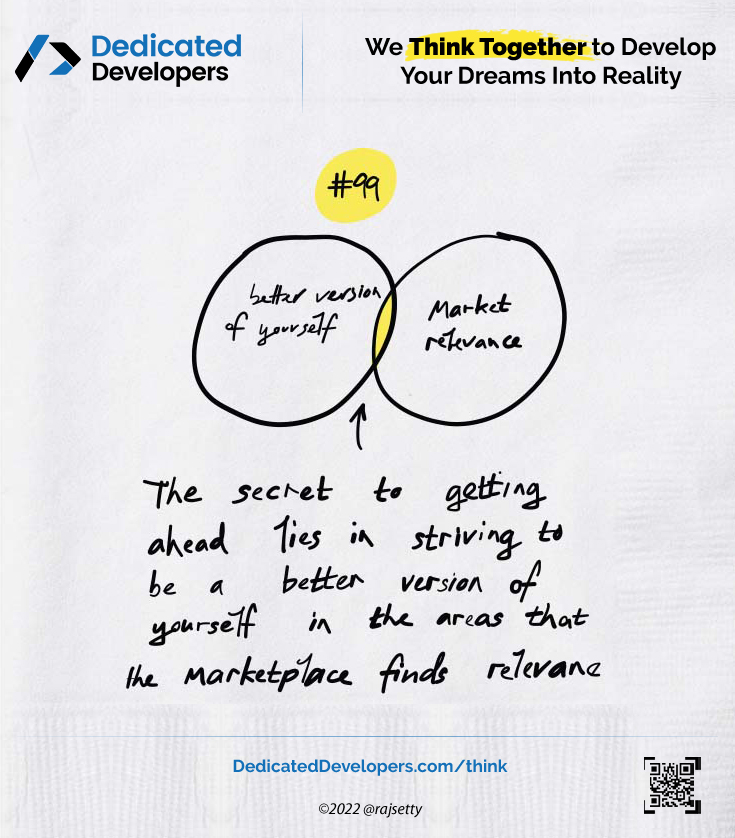 Dedicated
Developers
We Think Together to Develop
Your Dreams Into Reality
#99
better version
of yourself
Market
relevance
The secret to getting
ahead lies in striving to
be a better version of
yourself in the areas that
the marketplace finds relevane
DedicatedDevelopers.com/think
©2022 @rajsetty